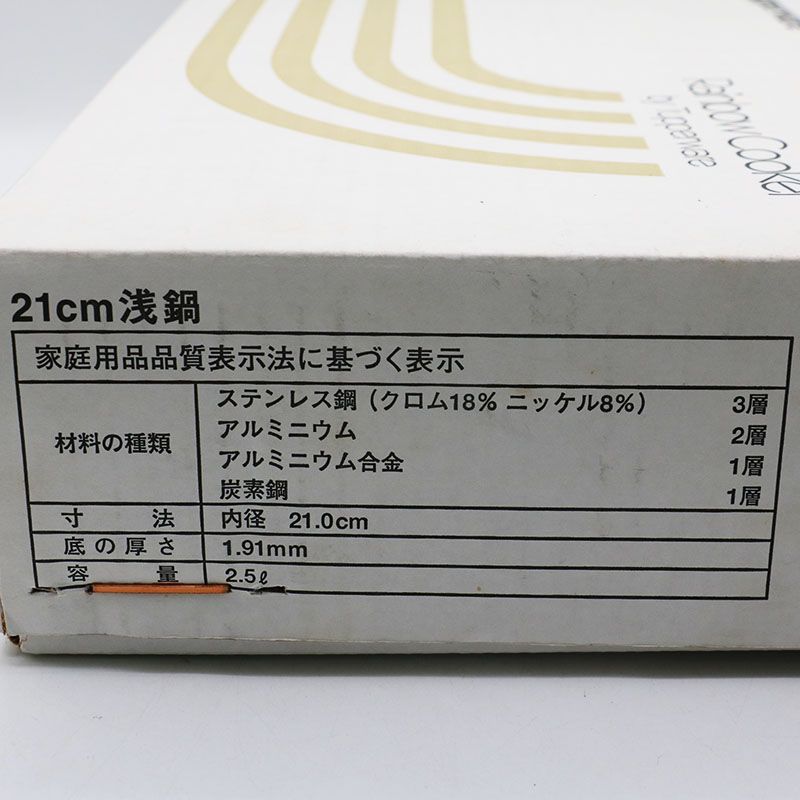 Rainbow Cooker
by Tupperware
21cm浅鍋
家庭用品品質表示法に基づく表示
材料の種類
ステンレス鋼(クロム18% ニッケル8%) 3層
アルミニウム 2層
アルミニウム合金 1層
炭素鋼 1層
寸法 内径 21.0cm
底の厚さ 1.91mm
容量 2.5ℓ